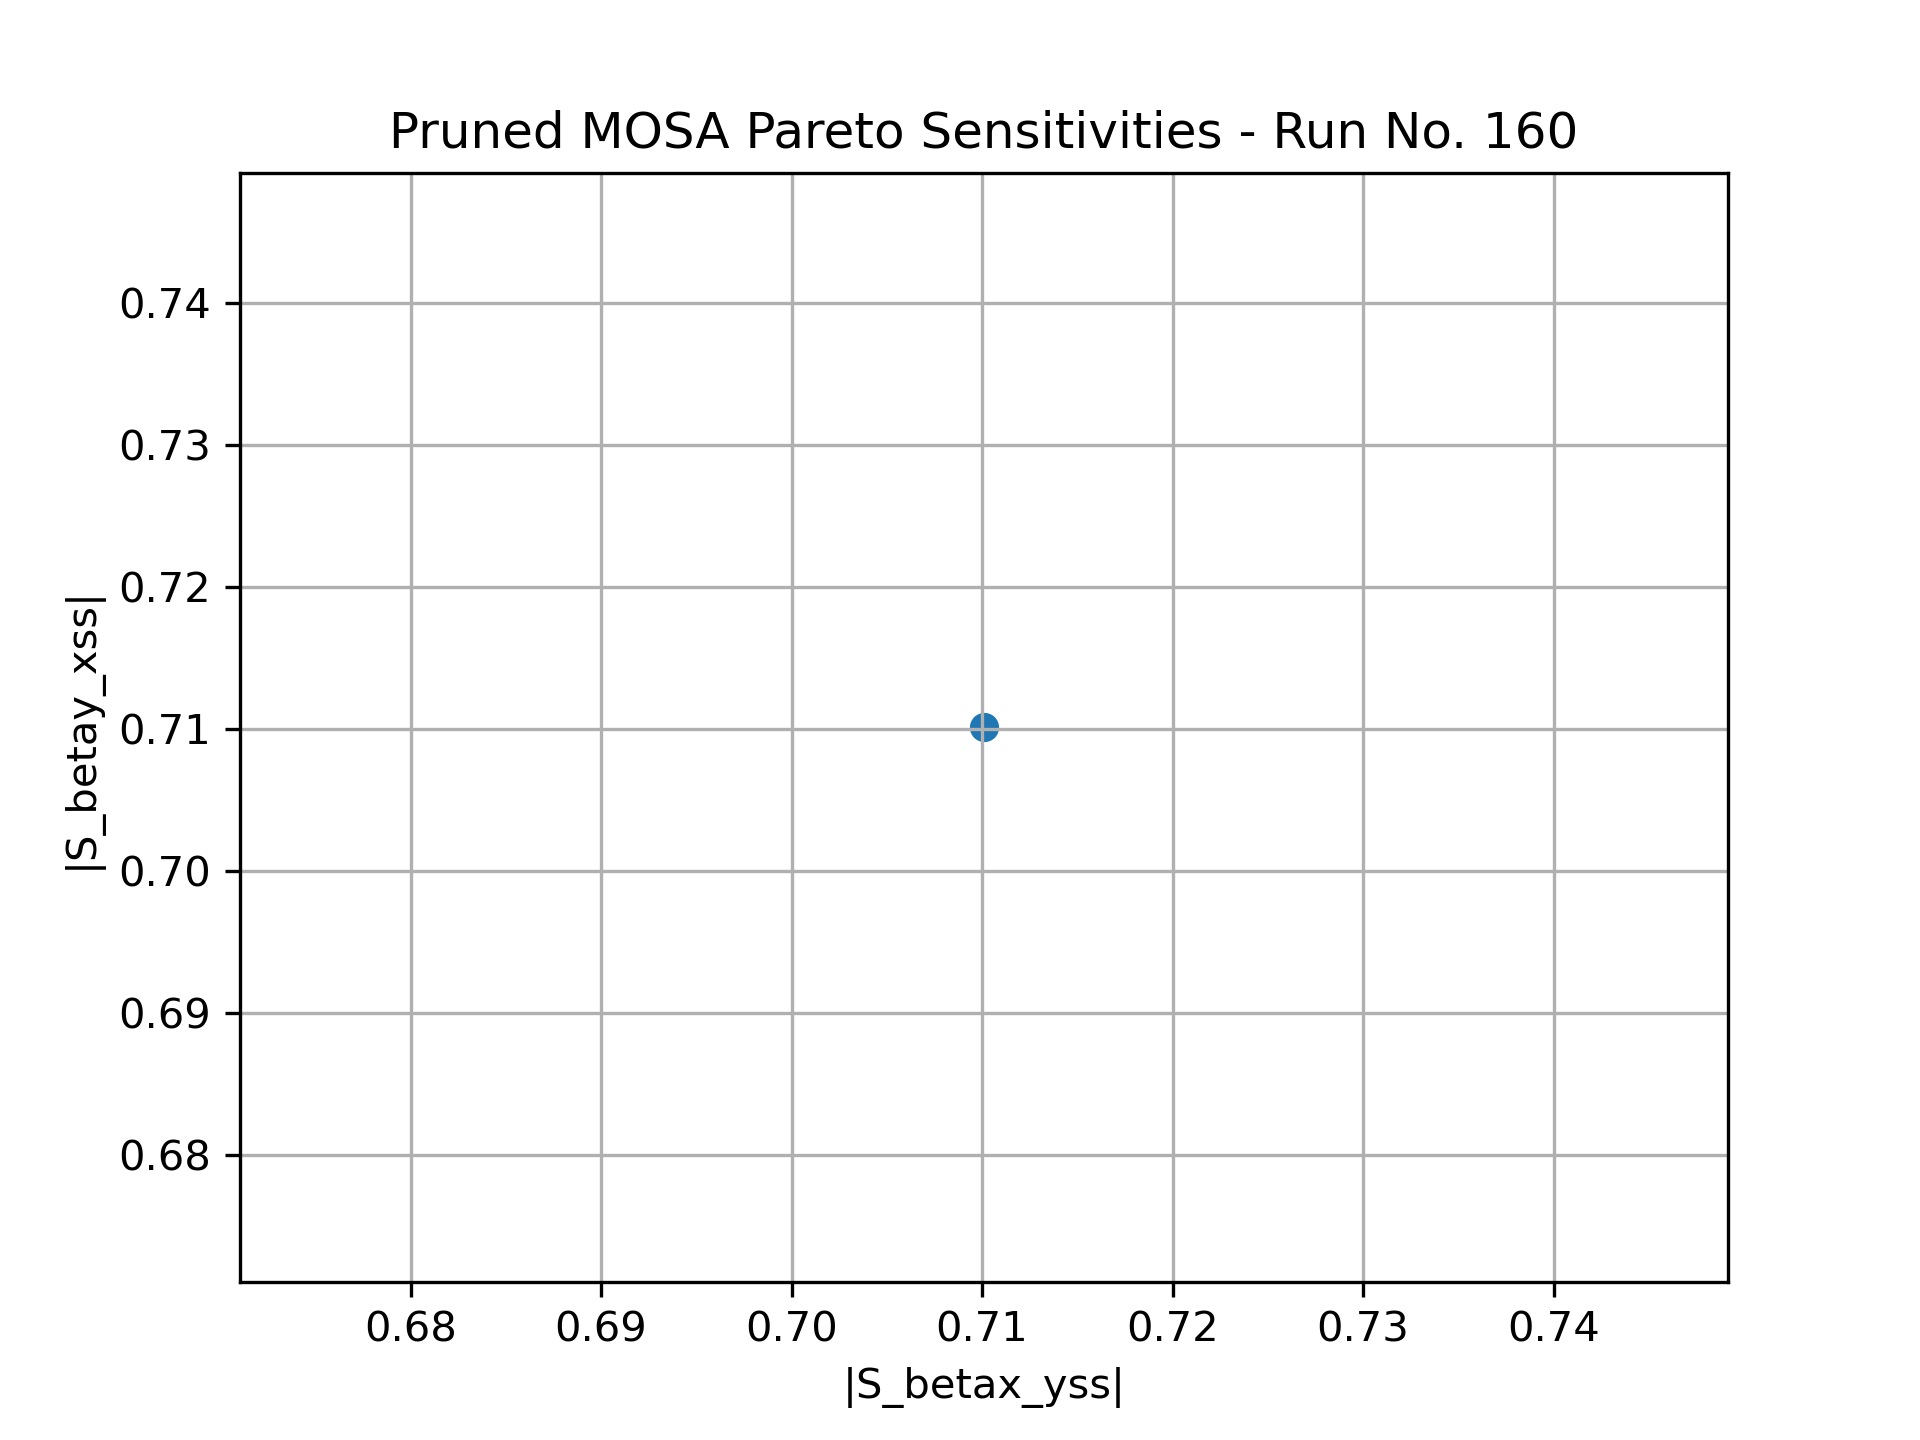 Pruned MOSA Pareto Sensitivities - Run No. 160
|S_betay_xss|
0.74
0.73
0.72
0.71
0.70
0.69
0.68
0.68 0.69 0.70 0.71 0.72 0.73 0.74
|S_betax_yss|